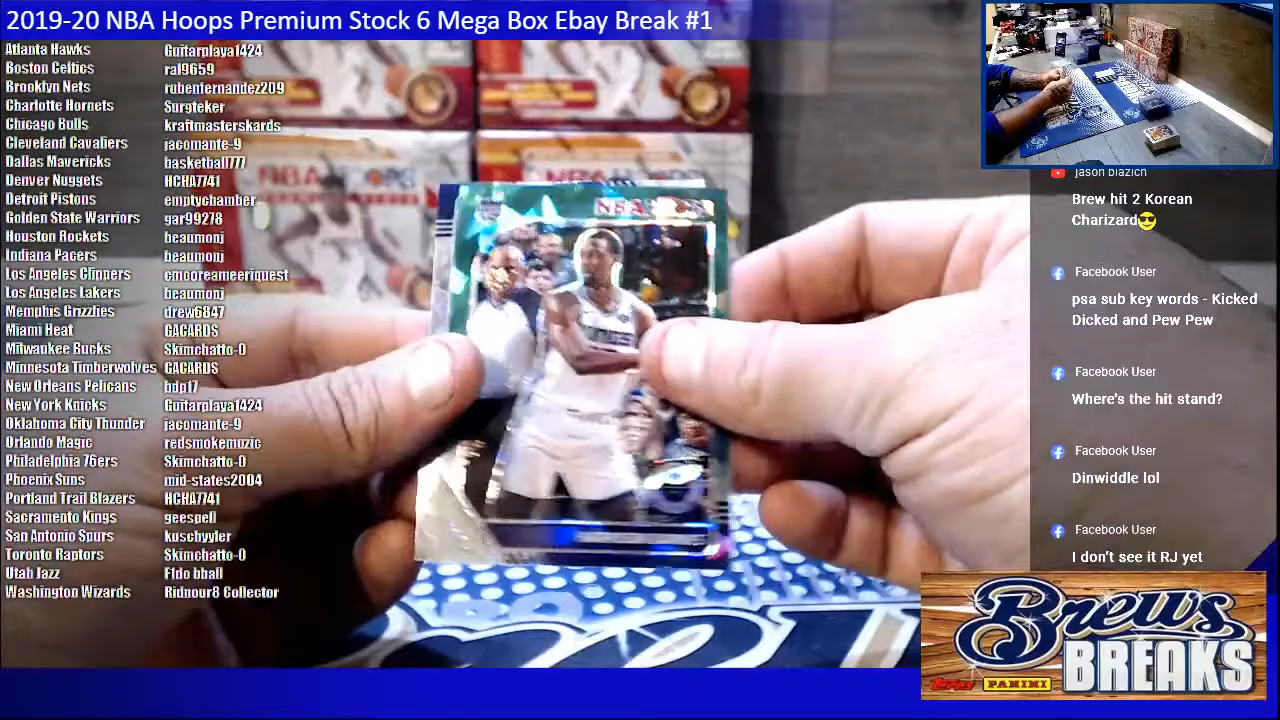 2019-20 NBA Hoops Premium Stock 6 Mega Box Ebay Break #1
Atlanta Hawks Guitarplaya1424
Boston Celtics ral9659
Brooklyn Nets rubenfernandez209
Charlotte Hornets Surgteker
Chicago Bulls kraftmasterskards
Cleveland Cavaliers jacomante-9
Dallas Mavericks basketball777
Denver Nuggets HCHA7741
Detroit Pistons emptychamber
Golden State Warriors gar99278
Houston Rockets beaumonj
Indiana Pacers beaumonj
Los Angeles Clippers emooreameeriquest
Los Angeles Lakers beaumonj
Memphis Grizzlies drew6847
Miami Heat GACARDS
Milwaukee Bucks Skimchatto-0
Minnesota Timberwolves GACARDS
New Orleans Pelicans bdp17
New York Knicks Guitarplaya1424
Oklahoma City Thunder jacomante-9
Orlando Magic redsmokemuzic
Philadelphia 76ers Skimchatto-0
Phoenix Suns mid-states2004
Portland Trail Blazers HCHA7741
Sacramento Kings geespell
San Antonio Spurs kuschyyler
Toronto Raptors Skimchatto-0
Utah Jazz Ftdo bhall
Washington Wizards Ridnour8 Collector
NBA HOOPS
NBA
jason blazich
Brew hit 2 Korean
Charizard😎
Facebook User
psa sub key words - Kicked
Dicked and Pew Pew
Facebook User
Where's the hit stand?
Facebook User
Dinwiddle lol
Facebook User
I don't see it RJ yet
Brews
BREAKS
Topps PANINI